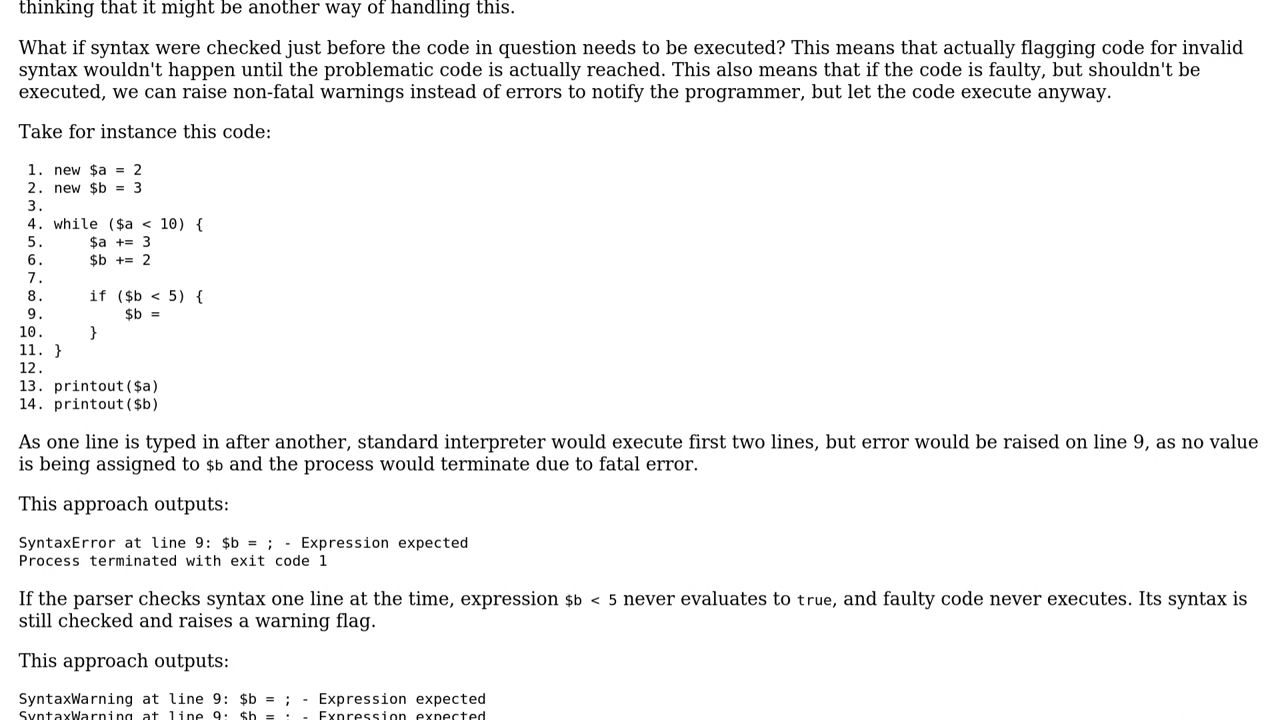 thinking that it might be another way of handling this.
What if syntax were checked just before the code in question needs to be executed? This means that actually flagging code for invalid
syntax wouldn't happen until the problematic code is actually reached. This also means that if the code is faulty, but shouldn't be
executed, we can raise non-fatal warnings instead of errors to notify the programmer, but let the code execute anyway.
Take for instance this code:
1. new $a = 2
2. new $b = 3
3.
4. while ($a < 10) {
5.     $a += 3
6.     $b += 2
7.
8.     if ($b < 5) {
9.         $b =
10.     }
11. }
12.
13. printout($a)
14. printout($b)
As one line is typed in after another, standard interpreter would execute first two lines, but error would be raised on line 9, as no value
is being assigned to $b and the process would terminate due to fatal error.
This approach outputs:
SyntaxError at line 9: $b = ; - Expression expected
Process terminated with exit code 1
If the parser checks syntax one line at the time, expression $b < 5 never evaluates to true, and faulty code never executes. Its syntax is
still checked and raises a warning flag.
This approach outputs:
SyntaxWarning at line 9: $b = ; - Expression expected
SyntaxWarning at line 9: $b = ; - Expression expected